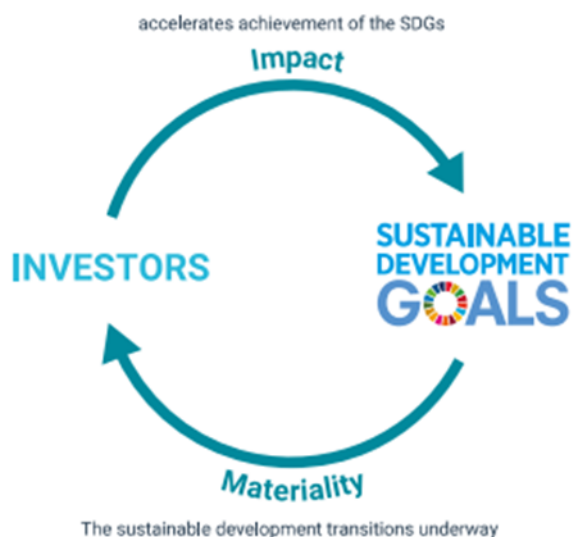 accelerates achievement of the SDGs
Impact
INVESTORS
SUSTAINABLE
DEVELOPMENT
GOALS
Materiality
The sustainable development transitions underway